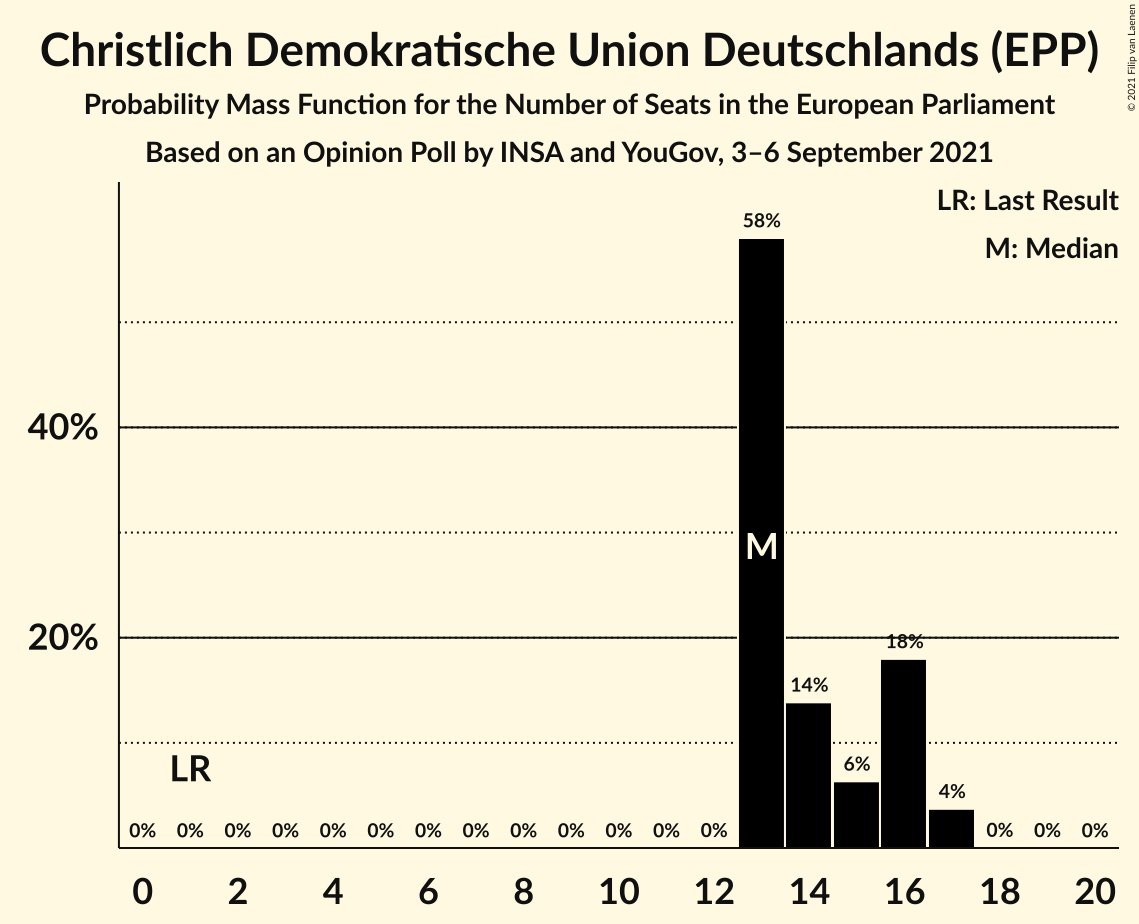 Christlich Demokratische Union Deutschlands (EPP)
Probability Mass Function for the Number of Seats in the European Parliament
Based on an Opinion Poll by INSA and YouGov, 3–6 September 2021
© 2021 Filip van Laenen
LR: Last Result
M: Median
58%
40%
M
20%
18%
14%
6%
LR
4%
0% 0% 0% 0% 0% 0% 0% 0% 0% 0% 0% 0% 0% 0% 0% 0%
0 2 4 6 8 10 12 14 16 18 20